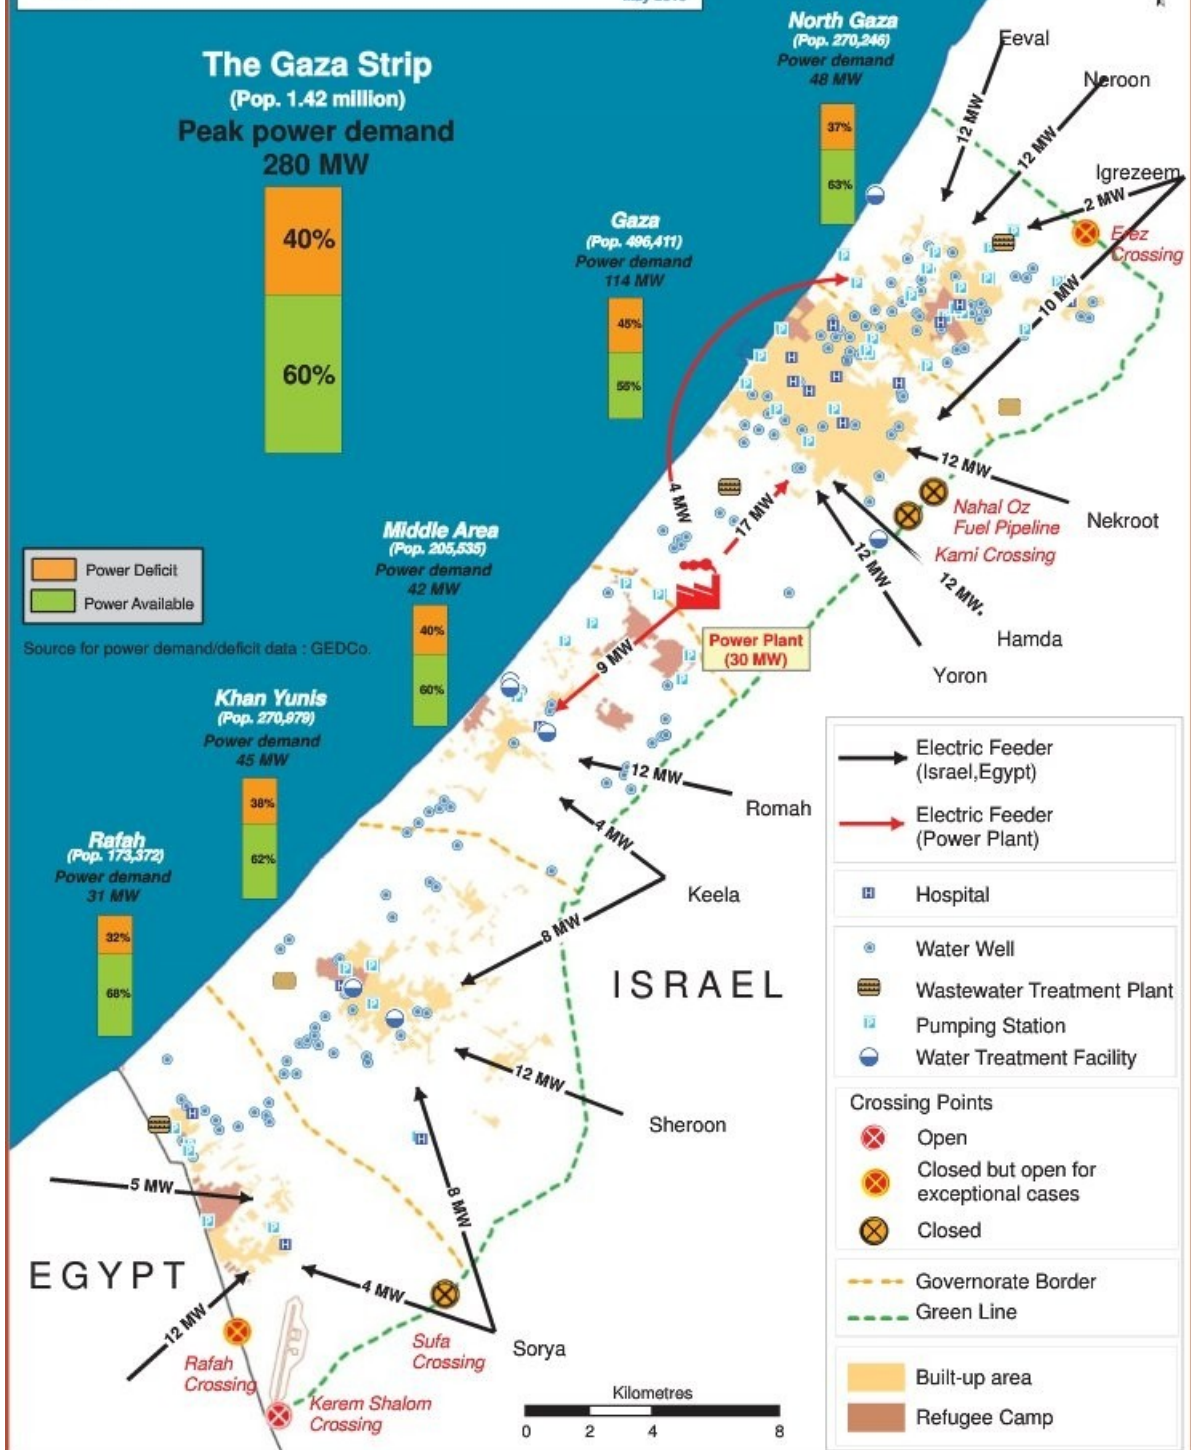 The Gaza Strip
(Pop. 1.42 million)
Peak power demand
280 MW
40%
60%
North Gaza
(Pop. 270,246)
Power demand
48 MW
37%
63%
Gaza
(Pop. 496,411)
Power demand
114 MW
45%
55%
Middle Area
(Pop. 205,535)
Power demand
42 MW
40%
60%
Khan Yunis
(Pop. 270,979)
Power demand
45 MW
38%
62%
Rafah
(Pop. 173,372)
Power demand
31 MW
32%
68%
Power Deficit
Power Available
Source for power demand/deficit data : GEDCo.
Eeval
12 MW
Neroon
12 MW
Igrezeem
2 MW
10 MW
Erez
Crossing
12 MW
Nekroot
Nahal Oz
Fuel Pipeline
Karni Crossing
12 MW.
Hamda
12 MW
Yoron
4 MW
17 MW
9 MW
Power Plant
(30 MW)
12 MW
Romah
4 MW
Keela
8 MW
ISRAEL
12 MW
Sheroon
8 MW
4 MW
Sorya
5 MW
EGYPT
12 MW
Rafah
Crossing
Sufa
Crossing
Kerem Shalom
Crossing
Kilometres
0 2 4 8
Electric Feeder
(Israel,Egypt)
Electric Feeder
(Power Plant)
H Hospital
Water Well
Wastewater Treatment Plant
P Pumping Station
Water Treatment Facility
Crossing Points
Open
Closed but open for
exceptional cases
Closed
Governorate Border
Green Line
Built-up area
Refugee Camp